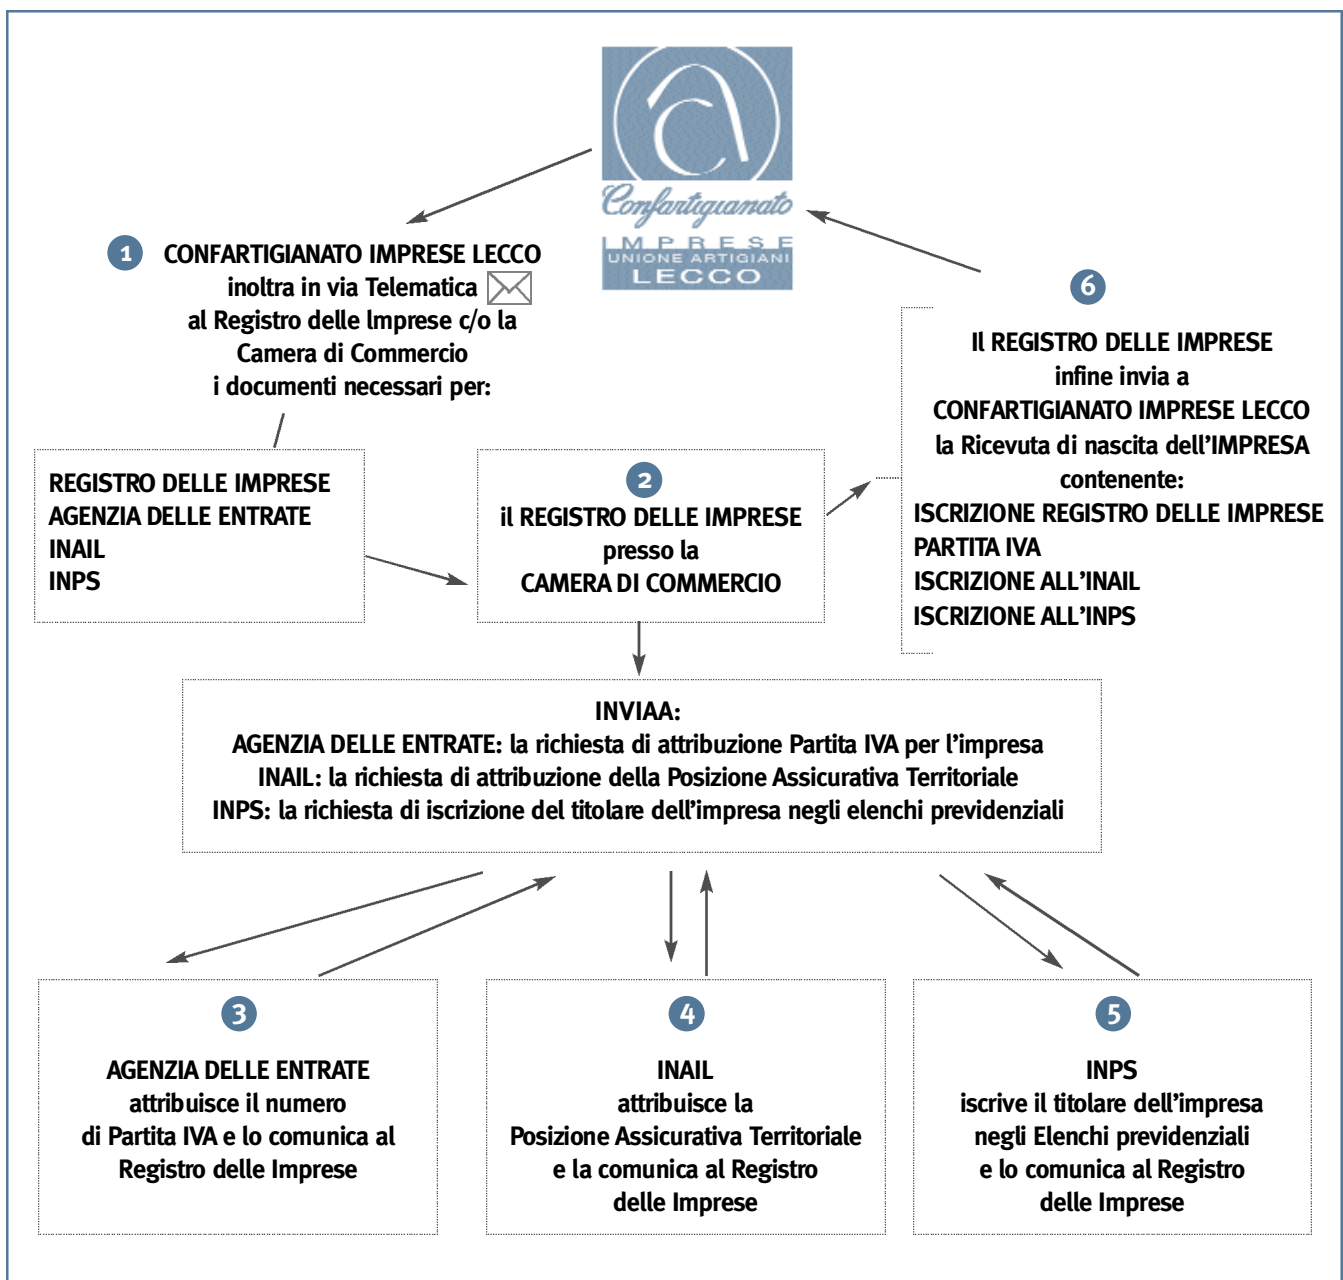 Confartigianato
IMPRESE
UNIONE ARTIGIANI
LECCO
1
CONFARTIGIANATO IMPRESE LECCO
inoltra in via Telematica
al Registro delle Imprese c/o la
Camera di Commercio
i documenti necessari per:
REGISTRO DELLE IMPRESE
AGENZIA DELLE ENTRATE
INAIL
INPS
2
il REGISTRO DELLE IMPRESE
presso la
CAMERA DI COMMERCIO
6
Il REGISTRO DELLE IMPRESE
infine invia a
CONFARTIGIANATO IMPRESE LECCO
la Ricevuta di nascita dell’IMPRESA
contenente:
ISCRIZIONE REGISTRO DELLE IMPRESE
PARTITA IVA
ISCRIZIONE ALL’INAIL
ISCRIZIONE ALL’INPS
INVIAA:
AGENZIA DELLE ENTRATE: la richiesta di attribuzione Partita IVA per l’impresa
INAIL: la richiesta di attribuzione della Posizione Assicurativa Territoriale
INPS: la richiesta di iscrizione del titolare dell’impresa negli elenchi previdenziali
3
AGENZIA DELLE ENTRATE
attribuisce il numero
di Partita IVA e lo comunica al
Registro delle Imprese
4
INAIL
attribuisce la
Posizione Assicurativa Territoriale
e la comunica al Registro
delle Imprese
5
INPS
iscrive il titolare dell’impresa
negli Elenchi previdenziali
e lo comunica al Registro
delle Imprese